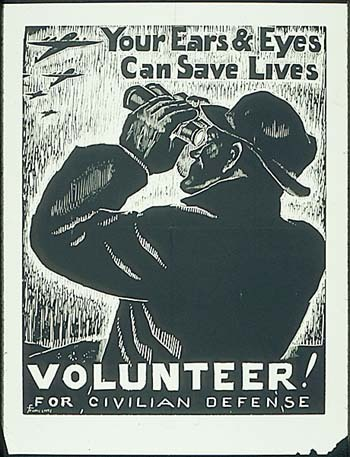 Your Ears & Eyes
Can Save Lives
VOLUNTEER!
FOR CIVILIAN DEFENSE